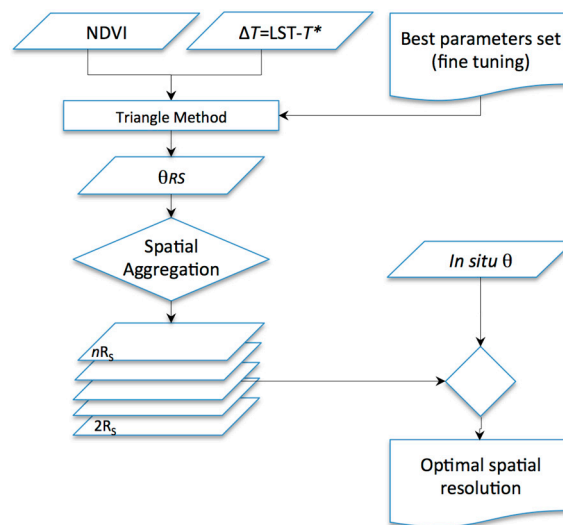 NDVI
ΔT=LST-T*
Best parameters set
(fine tuning)
Triangle Method
θRS
Spatial
Aggregation
In situ θ
nRS
2RS
Optimal spatial
resolution